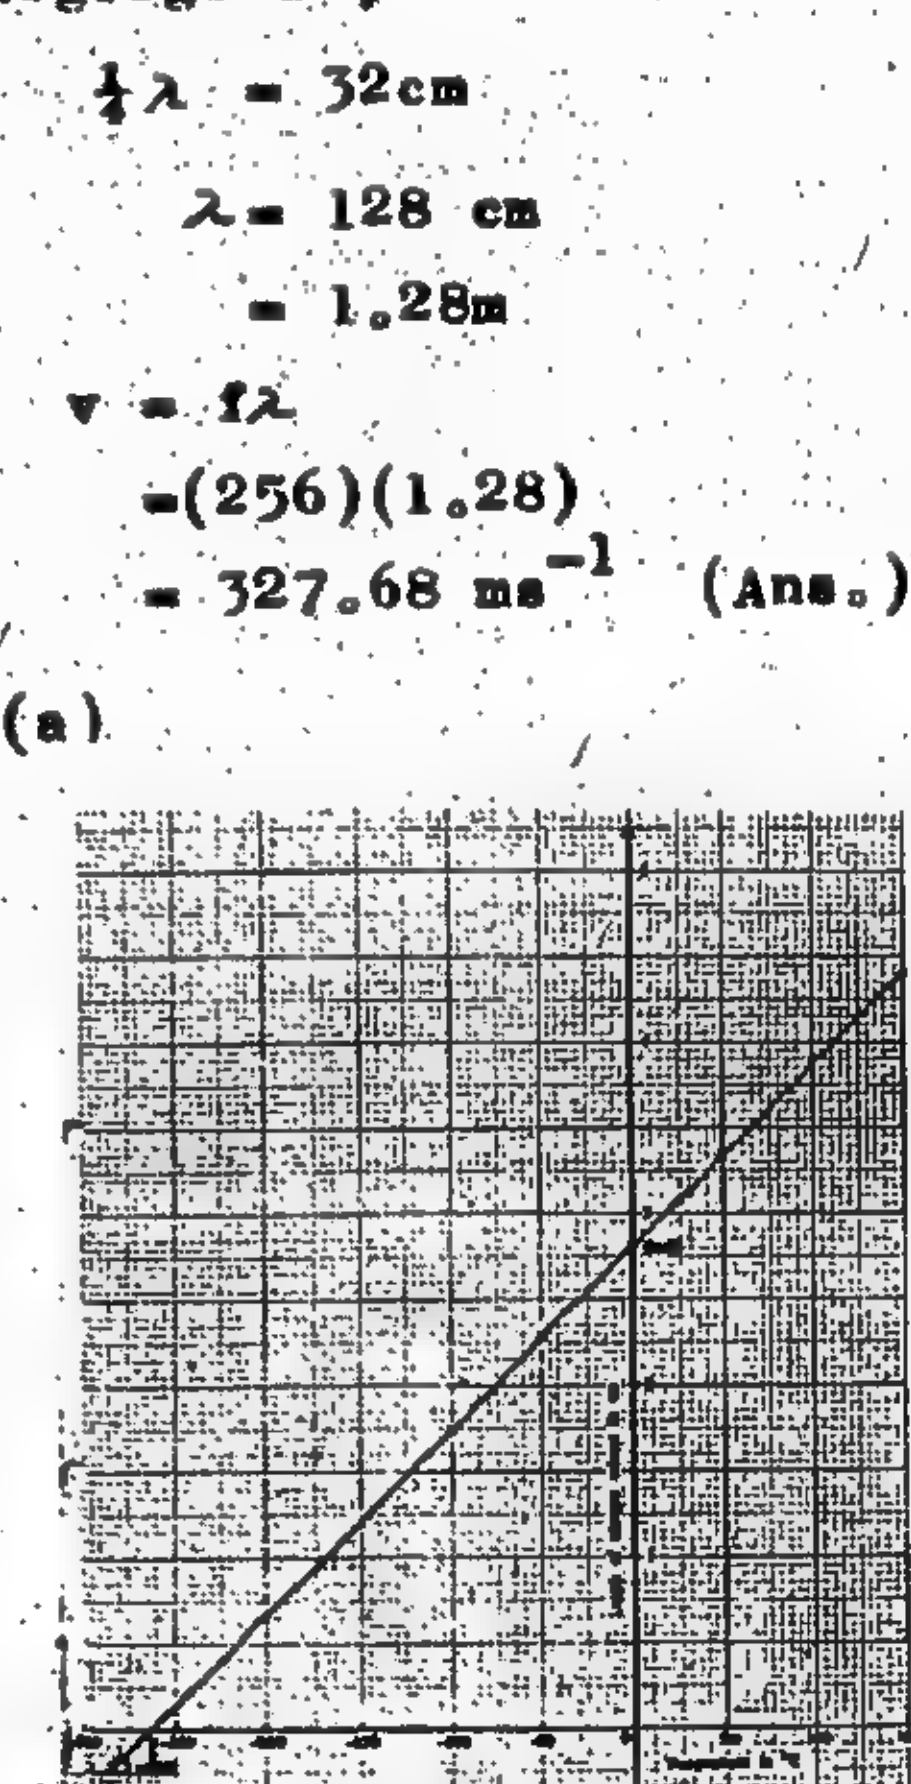 ¼λ = 32cm
λ = 128 cm
= 1.28m
v = fλ
=(256)(1.28)
= 327.68 ms⁻¹ (Ans.)
(a)